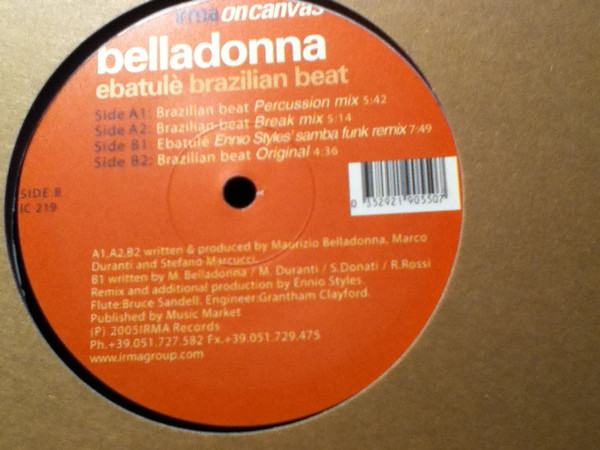 irma on canvas
belladonna
ebatulè brazilian beat
Side A1: Brazilian beat Percussion mix 5:42
Side A2: Brazilian-beat Break mix 5:14
Side B1: Ebatulè Ennio Styles' samba funk remix 7:49
Side B2: Brazilian beat Original 4:36
SIDE B
IC 219
0 352921 905507
A1,A2,B2 written & produced by Maurizio Belladonna, Marco
Duranti and Stefano Marcucci.
B1 written by M. Belladonna / M. Duranti / S.Donati / R.Rossi
Remix and additional production by Ennio Styles.
Flute:Bruce Sandell. Engineer:Grantham Clayford.
Published by Music Market
(P) 2005IRMA Records
Ph.+39.051.727.582 Fx.+39.051.729.475
www.irmagroup.com